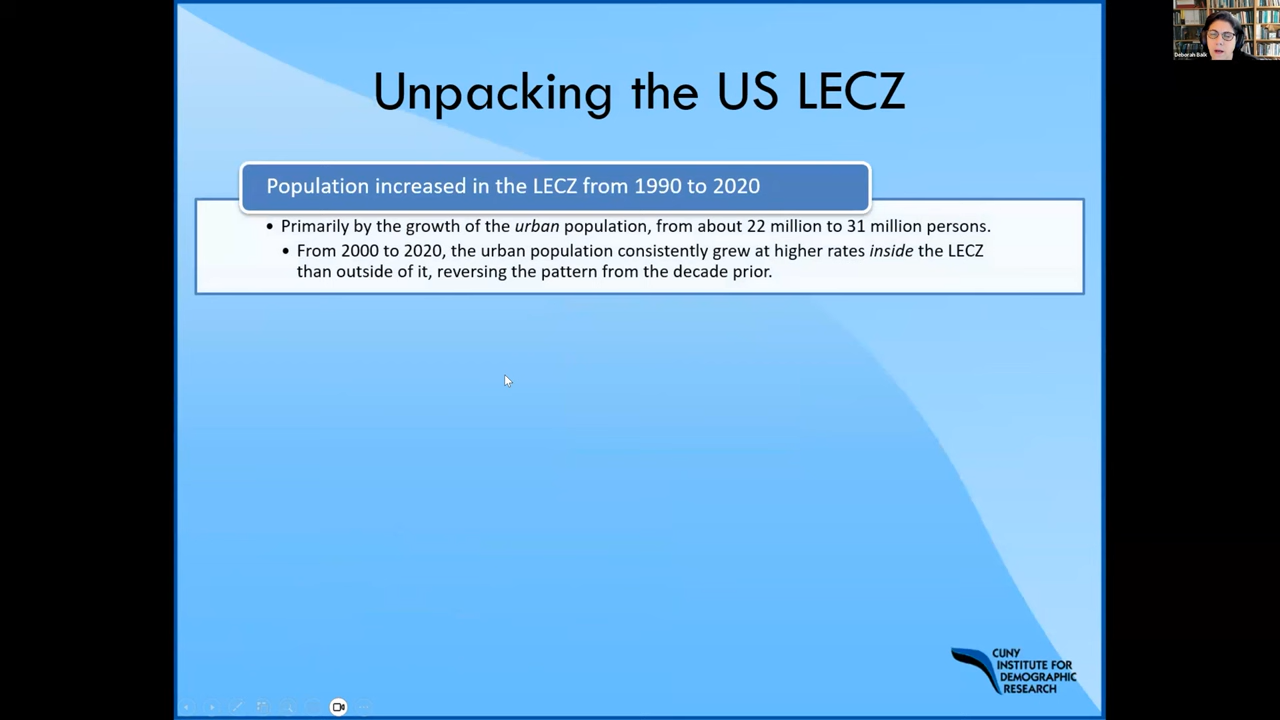 Unpacking the US LECZ
Population increased in the LECZ from 1990 to 2020
• Primarily by the growth of the urban population, from about 22 million to 31 million persons.
• From 2000 to 2020, the urban population consistently grew at higher rates inside the LECZ
than outside of it, reversing the pattern from the decade prior.
CUNY
INSTITUTE FOR
DEMOGRAPHIC
RESEARCH
Deborah Balk